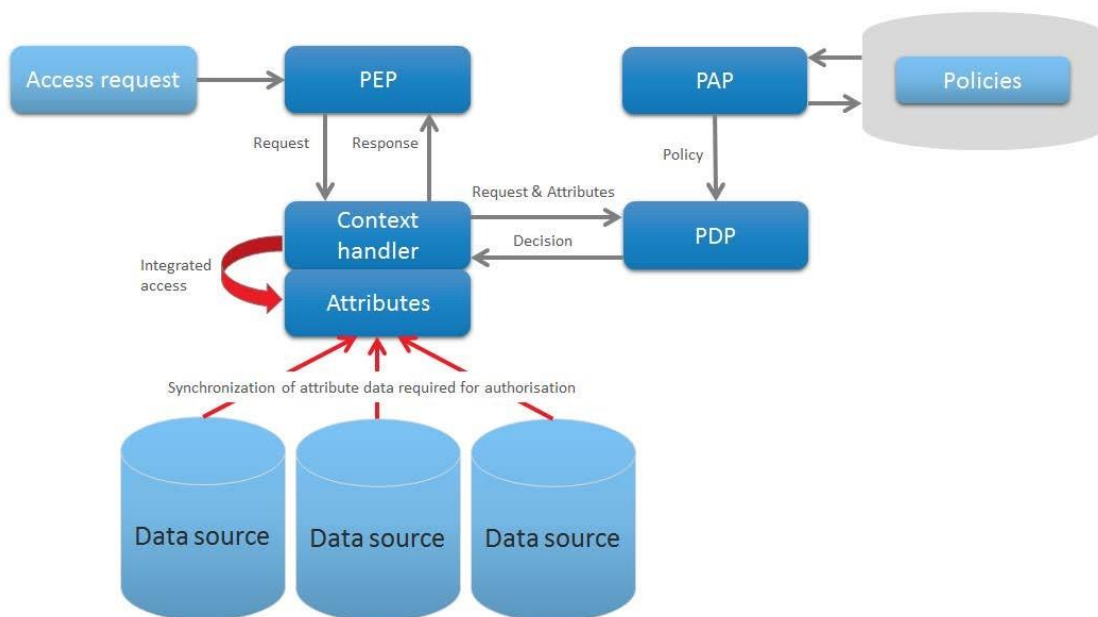 Access request
PEP
PAP
Policies
Request
Response
Policy
Request & Attributes
Context
handler
PDP
Decision
Integrated
access
Attributes
Synchronization of attribute data required for authorisation
Data source
Data source
Data source